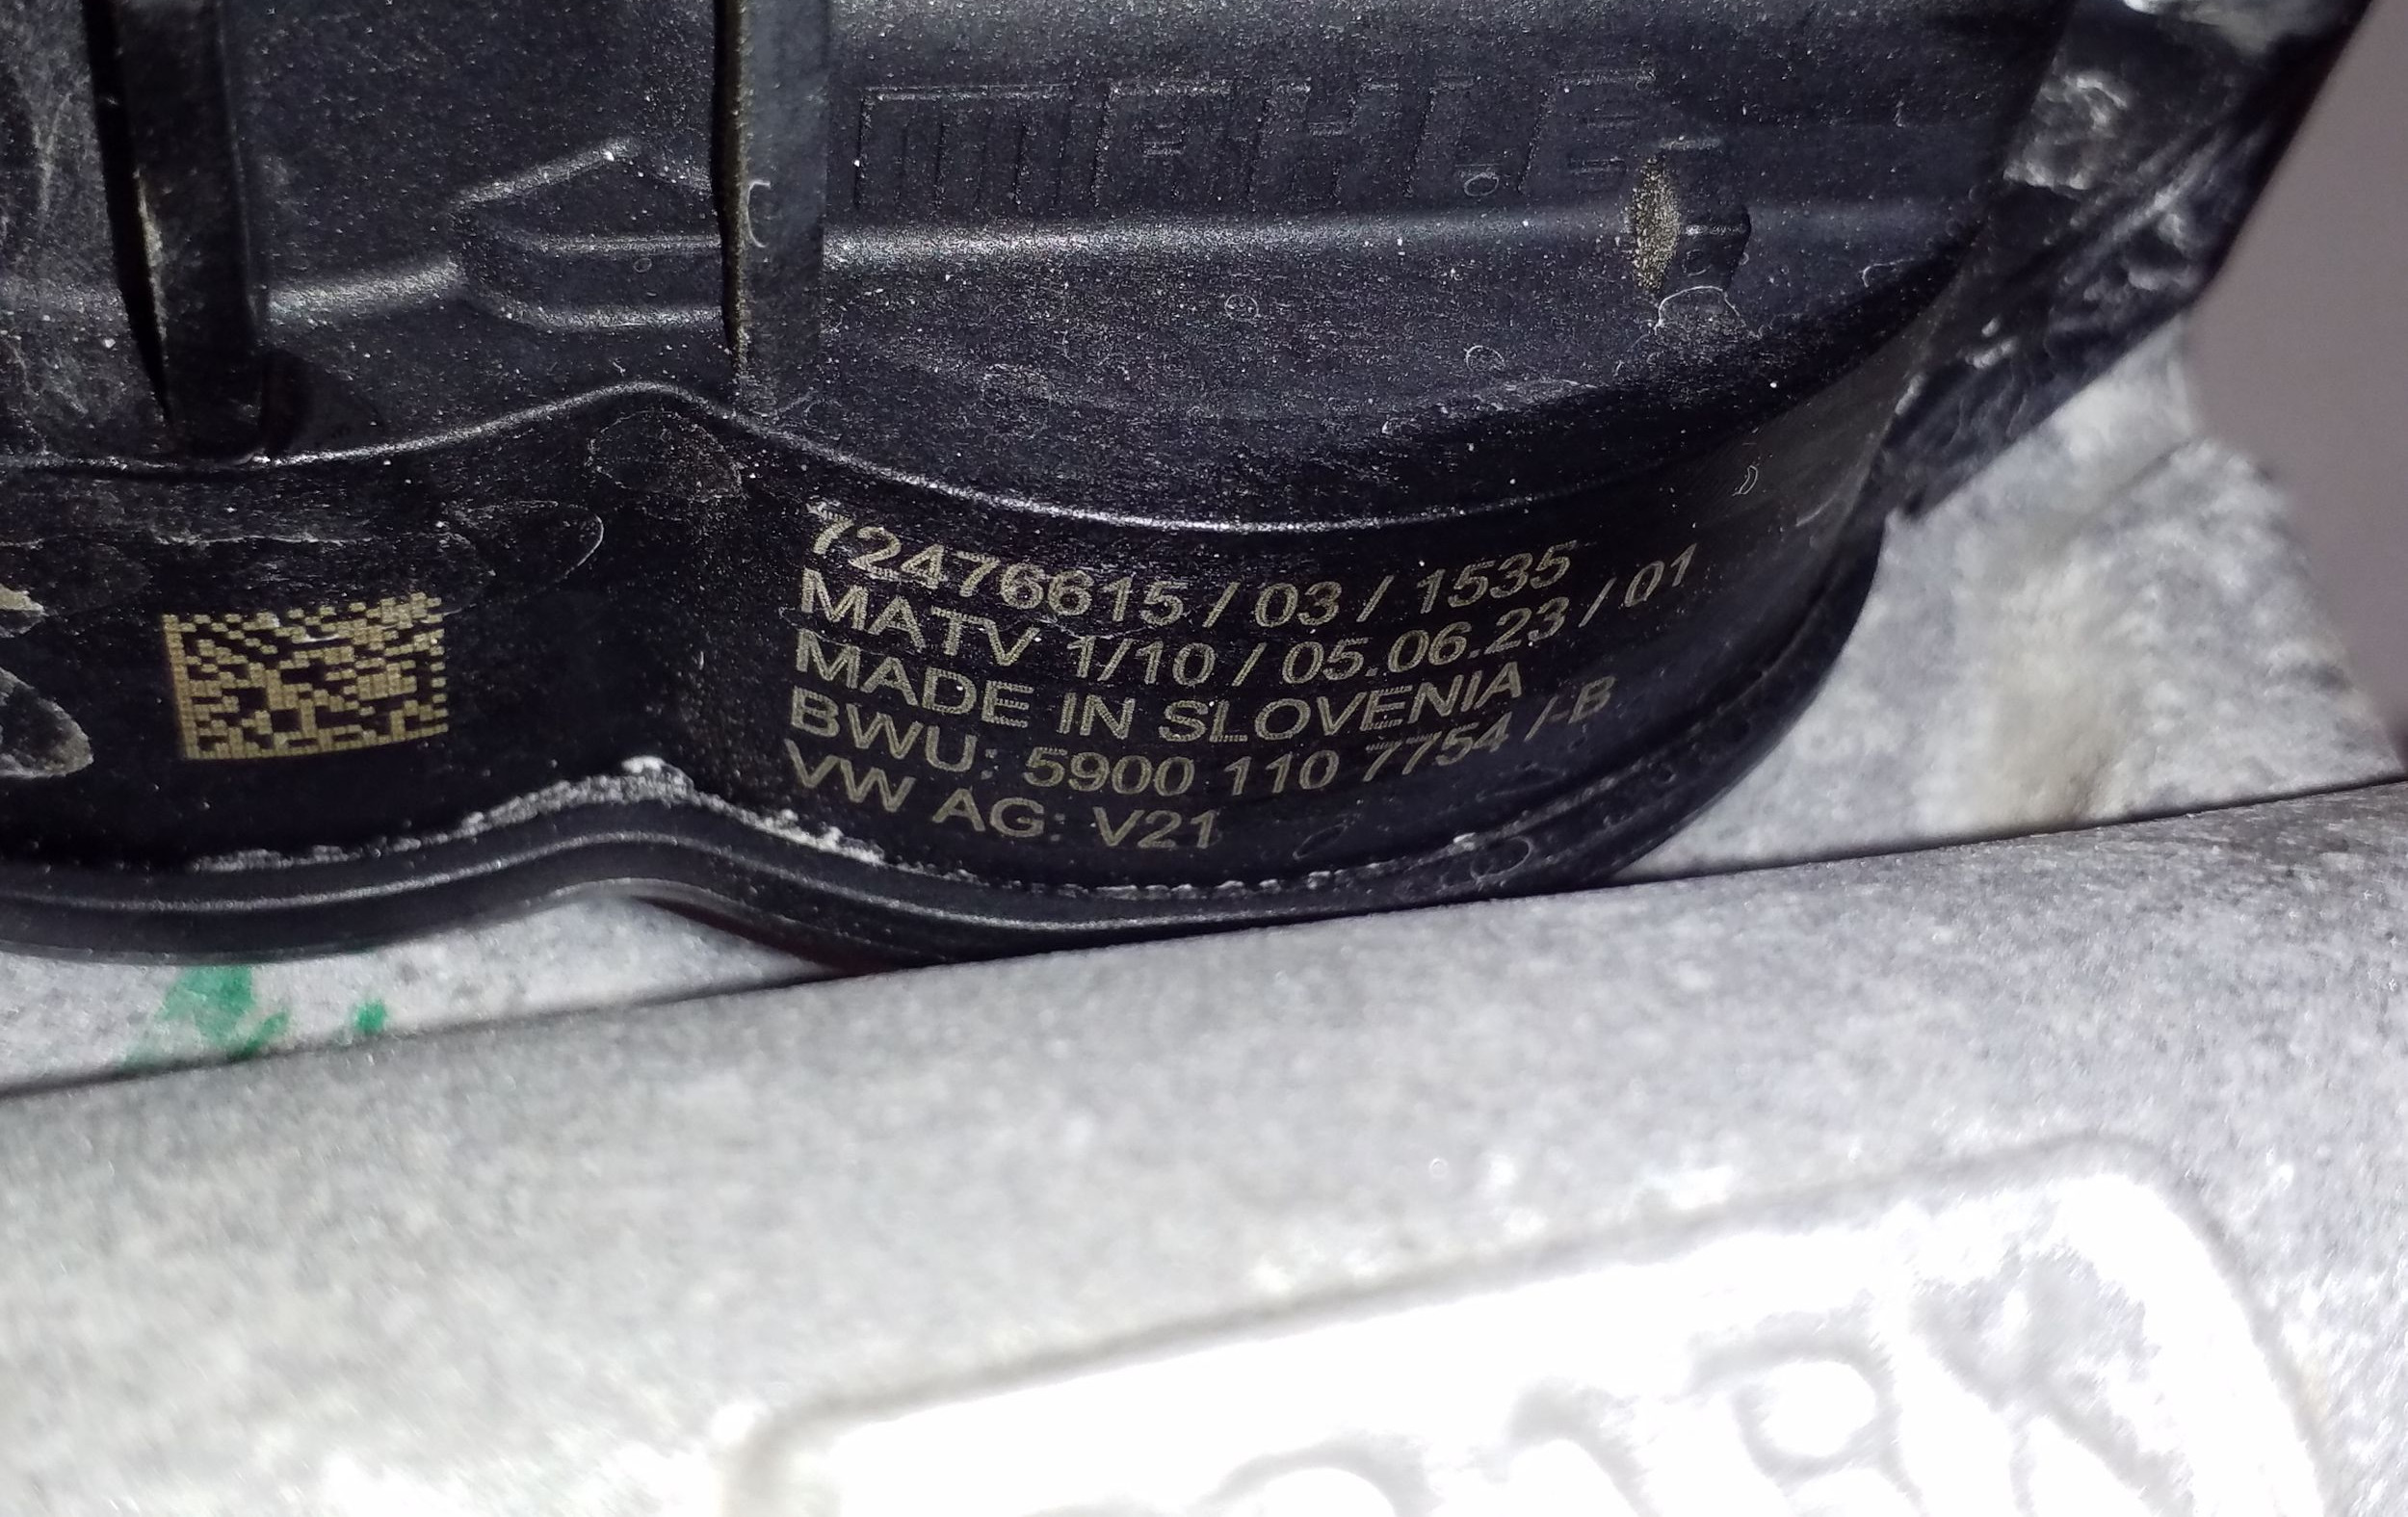 MAHLE
72476615 / 03 / 1535
MATV 1/10 / 05.06.23 / 01
MADE IN SLOVENIA
BWU: 5900 110 7754 /-B
VW AG: V21